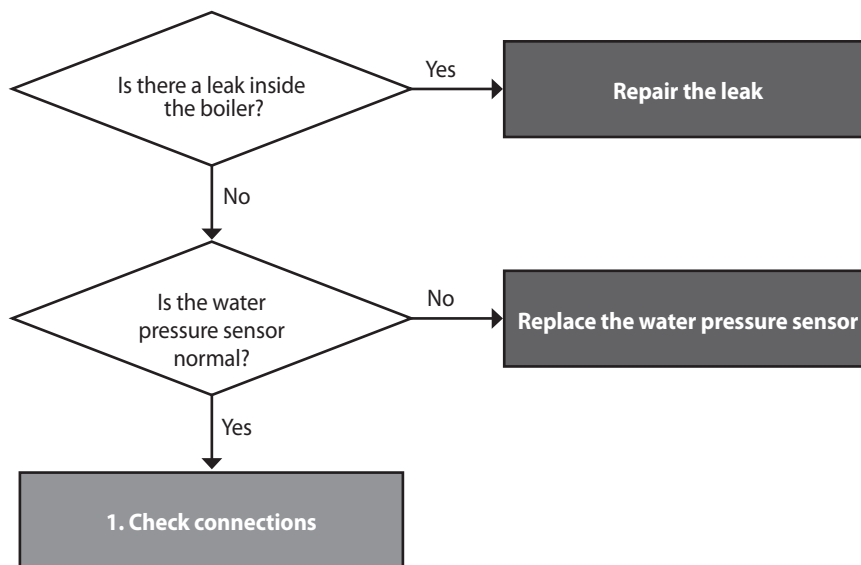 Is there a leak inside
the boiler?
Yes
Repair the leak
No
Is the water
pressure sensor
normal?
No
Replace the water pressure sensor
Yes
1. Check connections